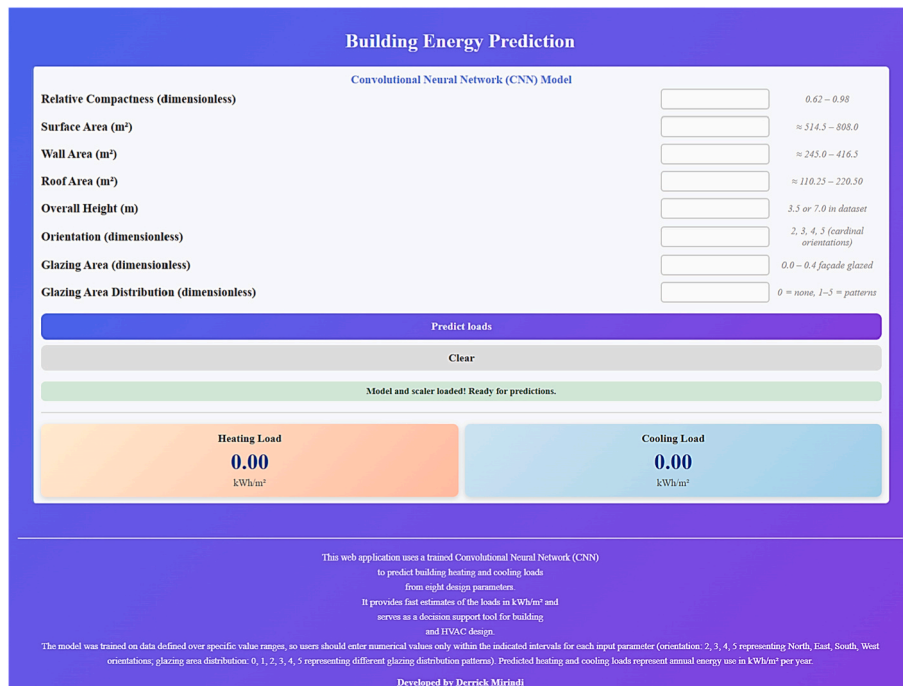 Building Energy Prediction
Convolutional Neural Network (CNN) Model
Relative Compactness (dimensionless) 0.62 – 0.98
Surface Area (m²) ≈ 514.5 – 808.0
Wall Area (m²) ≈ 245.0 – 416.5
Roof Area (m²) ≈ 110.25 – 220.50
Overall Height (m) 3.5 or 7.0 in dataset
Orientation (dimensionless) 2, 3, 4, 5 (cardinal
orientations)
Glazing Area (dimensionless) 0.0 – 0.4 façade glazed
Glazing Area Distribution (dimensionless) 0 = none, 1–5 = patterns
Predict loads
Clear
Model and scaler loaded! Ready for predictions.
Heating Load Cooling Load
0.00 0.00
kWh/m² kWh/m²
This web application uses a trained Convolutional Neural Network (CNN)
to predict building heating and cooling loads
from eight design parameters.
It provides fast estimates of the loads in kWh/m² and
serves as a decision support tool for building
and HVAC design.
The model was trained on data defined over specific value ranges, so users should enter numerical values only within the indicated intervals for each input parameter (orientation: 2, 3, 4, 5 representing North, East, South, West
orientations; glazing area distribution: 0, 1, 2, 3, 4, 5 representing different glazing distribution patterns). Predicted heating and cooling loads represent annual energy use in kWh/m² per year.
Developed by Derrick Mirindi